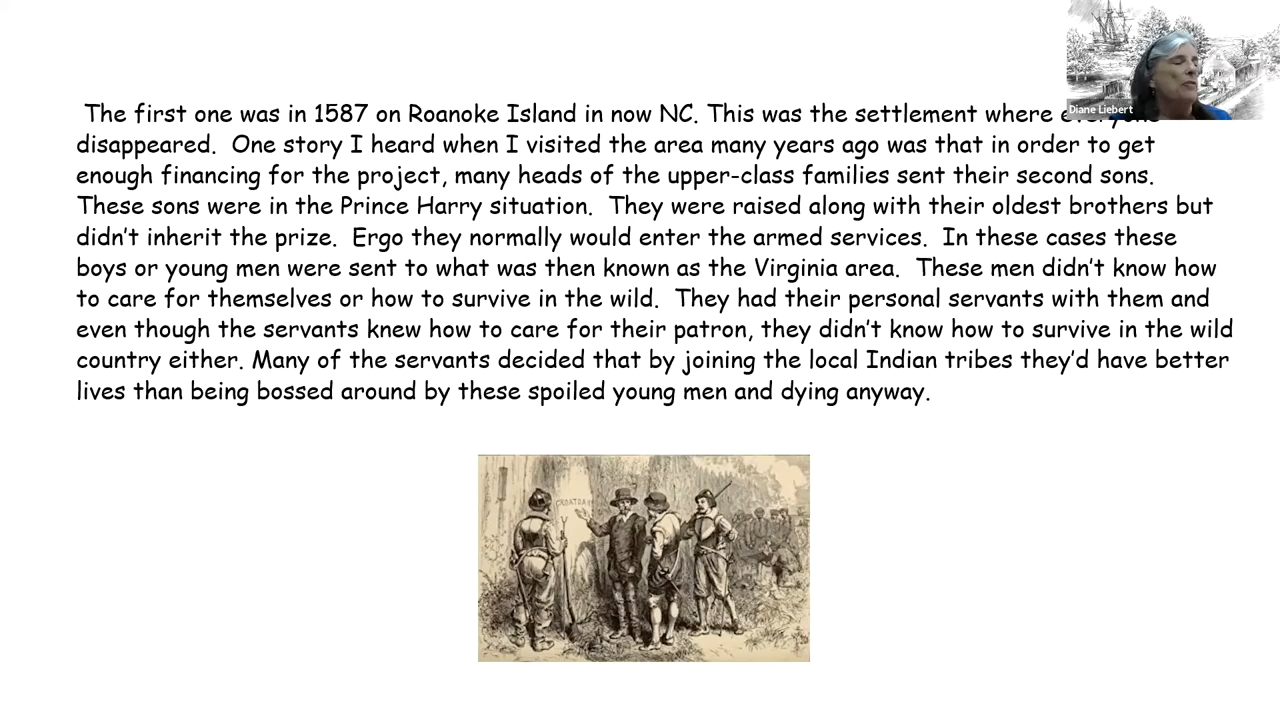 The first one was in 1587 on Roanoke Island in now NC. This was the settlement where everyone
disappeared. One story I heard when I visited the area many years ago was that in order to get
enough financing for the project, many heads of the upper-class families sent their second sons.
These sons were in the Prince Harry situation. They were raised along with their oldest brothers but
didn't inherit the prize. Ergo they normally would enter the armed services. In these cases these
boys or young men were sent to what was then known as the Virginia area. These men didn't know how
to care for themselves or how to survive in the wild. They had their personal servants with them and
even though the servants knew how to care for their patron, they didn't know how to survive in the wild
country either. Many of the servants decided that by joining the local Indian tribes they'd have better
lives than being bossed around by these spoiled young men and dying anyway.
Diane Liebert
CROATOA